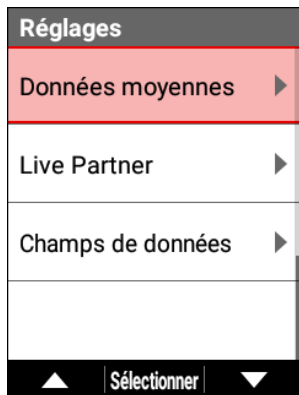 Réglages
Données moyennes
Live Partner
Champs de données
Sélectionner